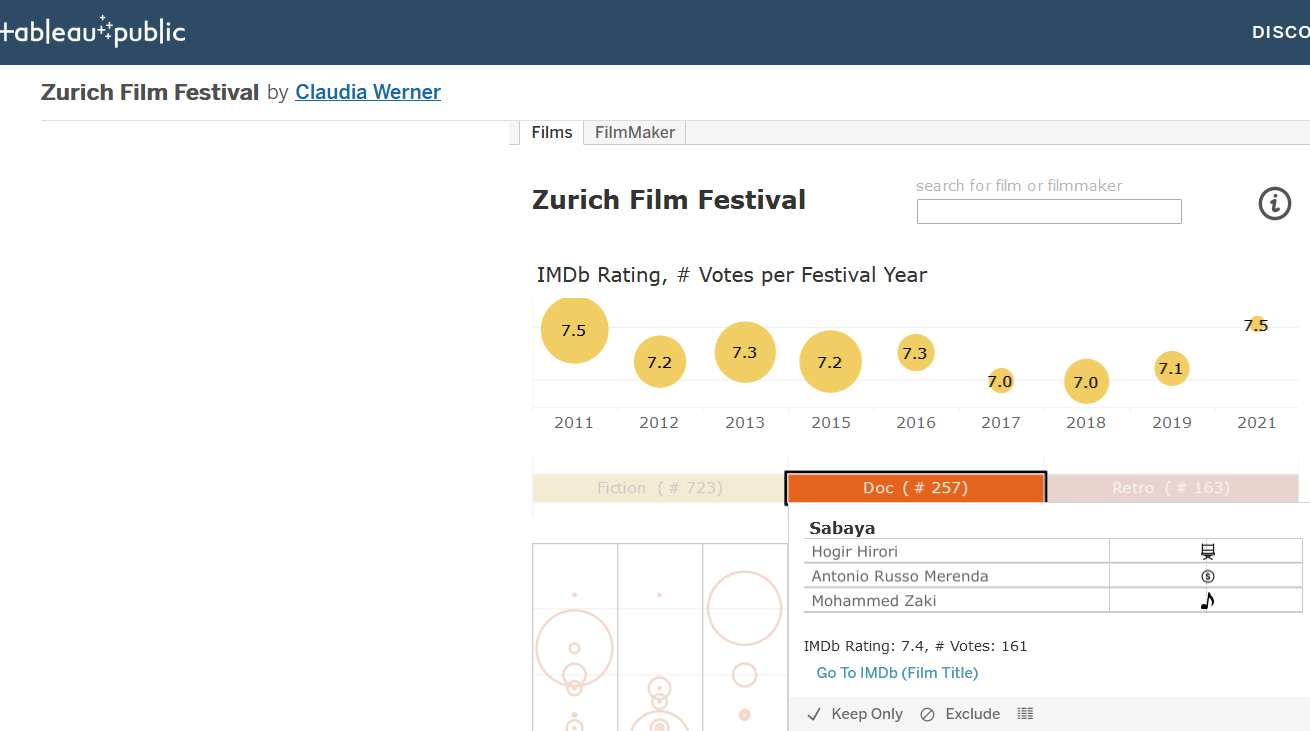 tableau public
DISCO
Zurich Film Festival by Claudia Werner
Films FilmMaker
Zurich Film Festival
search for film or filmmaker
IMDb Rating, # Votes per Festival Year
7.5 7.2 7.3 7.2 7.3 7.0 7.0 7.1 7.5
2011 2012 2013 2015 2016 2017 2018 2019 2021
Fiction ( # 723) Doc ( # 257) Retro ( # 163)
Sabaya
Hogir Hirori
Antonio Russo Merenda
Mohammed Zaki
IMDb Rating: 7.4, # Votes: 161
Go To IMDb (Film Title)
Keep Only Exclude